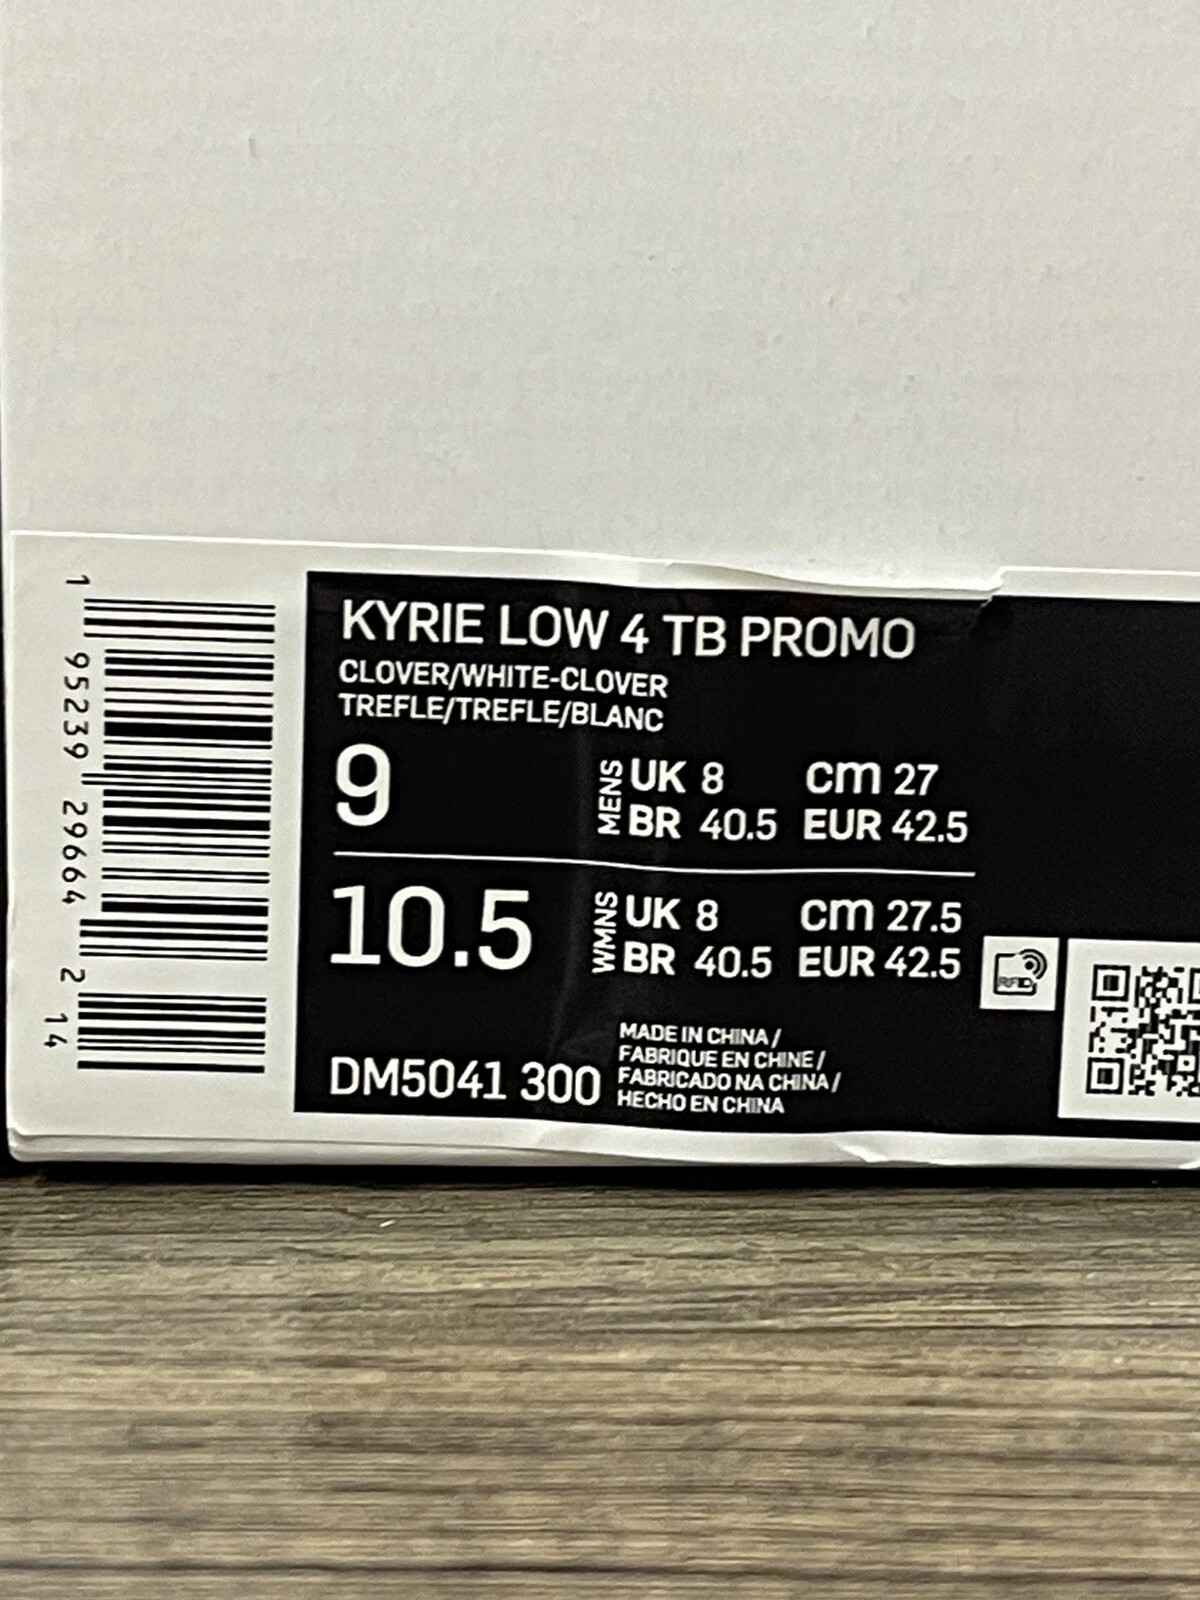 1 95239 29664 2 14
KYRIE LOW 4 TB PROMO
CLOVER/WHITE-CLOVER
TREFLE/TREFLE/BLANC
9 MENS UK 8 cm 27
BR 40.5 EUR 42.5
10.5 WMNS UK 8 cm 27.5
BR 40.5 EUR 42.5
RFID
DM5041 300
MADE IN CHINA /
FABRIQUE EN CHINE /
FABRICADO NA CHINA /
HECHO EN CHINA